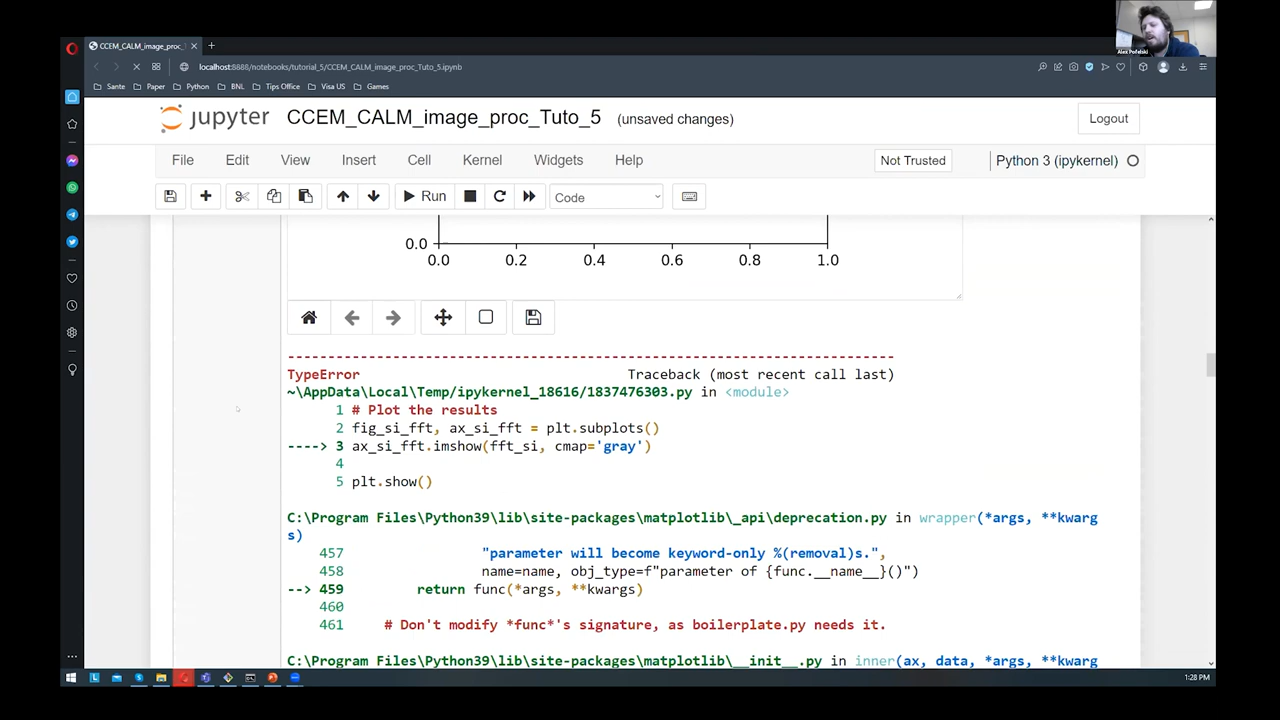 Alex Pofelski
CCEM_CALM_image_proc_T
localhost:8888/notebooks/tutorial_5/CCEM_CALM_image_proc_Tuto_5.ipynb
Sante Paper Python BNL Tips Office Visa US Games
jupyter CCEM_CALM_image_proc_Tuto_5 (unsaved changes) Logout
File Edit View Insert Cell Kernel Widgets Help Not Trusted Python 3 (ipykernel)
Run Code
0.0
0.0 0.2 0.4 0.6 0.8 1.0
---------------------------------------------------------------------------
TypeError Traceback (most recent call last)
~\AppData\Local\Temp/ipykernel_18616/1837476303.py in <module>
1 # Plot the results
2 fig_si_fft, ax_si_fft = plt.subplots()
----> 3 ax_si_fft.imshow(fft_si, cmap='gray')
4
5 plt.show()
C:\Program Files\Python39\lib\site-packages\matplotlib\_api\deprecation.py in wrapper(*args, **kwarg
s)
457 "parameter will become keyword-only %(removal)s.",
458 name=name, obj_type=f"parameter of {func.__name__}()")
--> 459 return func(*args, **kwargs)
460
461 # Don't modify *func*'s signature, as boilerplate.py needs it.
C:\Program Files\Python39\lib\site-packages\matplotlib\__init__.py in inner(ax, data, *args, **kwarg
1:28 PM